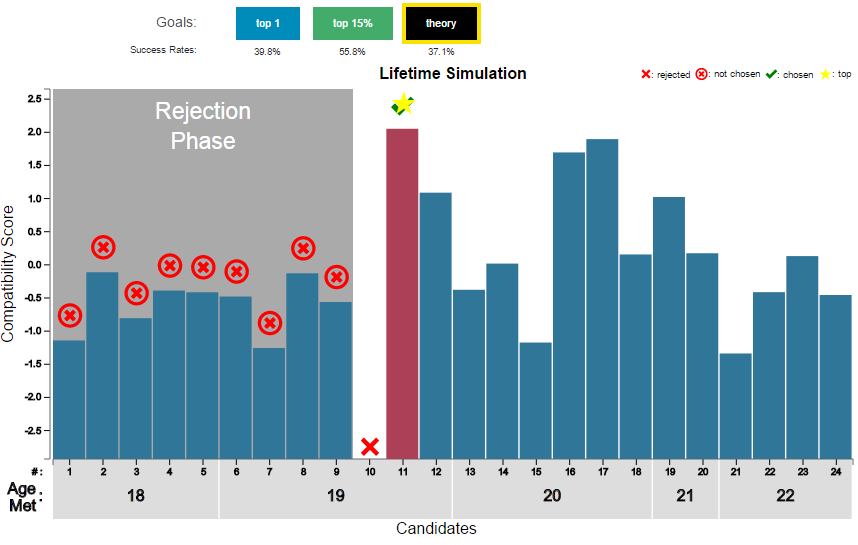 Goals: top 1 top 15% theory
Success Rates: 39.8% 55.8% 37.1%
Lifetime Simulation
: rejected : not chosen : chosen : top
Rejection
Phase
Compatibility Score
2.5
2.0
1.5
1.0
0.5
0.0
-0.5
-1.0
-1.5
-2.0
-2.5
#: 1 2 3 4 5 6 7 8 9 10 11 12 13 14 15 16 17 18 19 20 21 22 23 24
Age Met: 18 19 20 21 22
Candidates